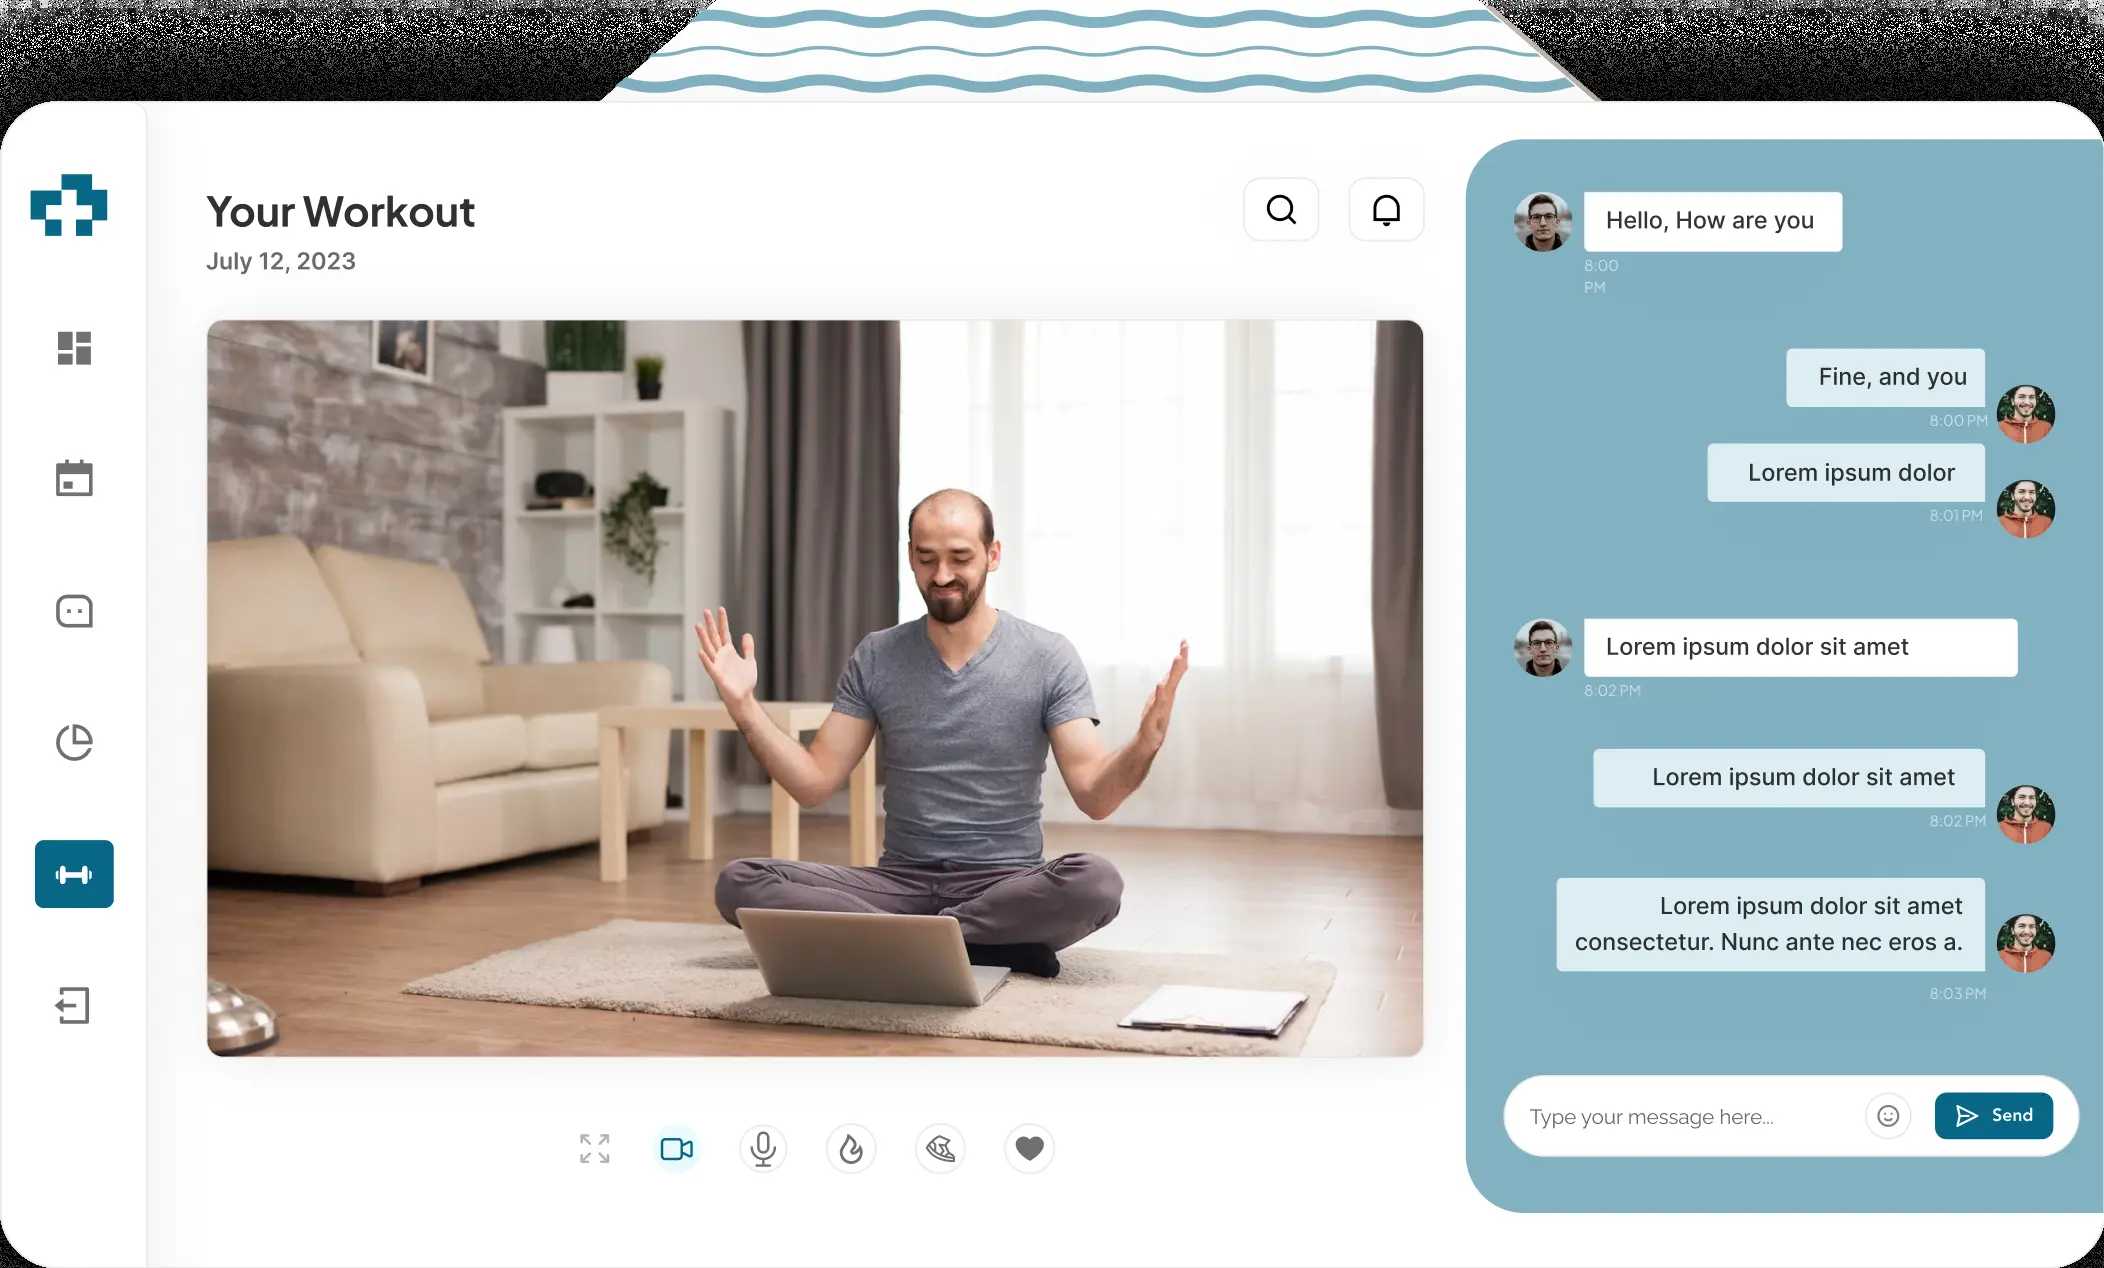 Your Workout
July 12, 2023
Hello, How are you
8:00
PM
Fine, and you
8:00 PM
Lorem ipsum dolor
8:01 PM
Lorem ipsum dolor sit amet
8:02 PM
Lorem ipsum dolor sit amet
8:02 PM
Lorem ipsum dolor sit amet
consectetur. Nunc ante nec eros a.
8:03 PM
Type your message here...
Send